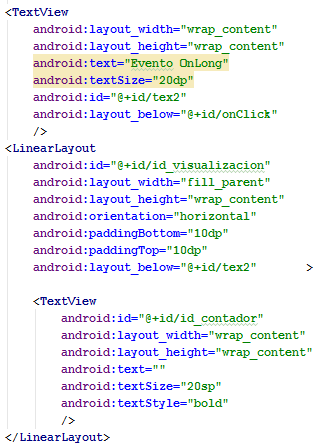 <TextView
    android:layout_width="wrap_content"
    android:layout_height="wrap_content"
    android:text="Evento OnLong"
    android:textSize="20dp"
    android:id="@+id/tex2"
    android:layout_below="@+id/onClick"
    />
<LinearLayout
    android:id="@+id/id_visualizacion"
    android:layout_width="fill_parent"
    android:layout_height="wrap_content"
    android:orientation="horizontal"
    android:paddingBottom="10dp"
    android:paddingTop="10dp"
    android:layout_below="@+id/tex2"       >

    <TextView
        android:id="@+id/id_contador"
        android:layout_width="wrap_content"
        android:layout_height="wrap_content"
        android:text=""
        android:textSize="20sp"
        android:textStyle="bold"
        />
</LinearLayout>